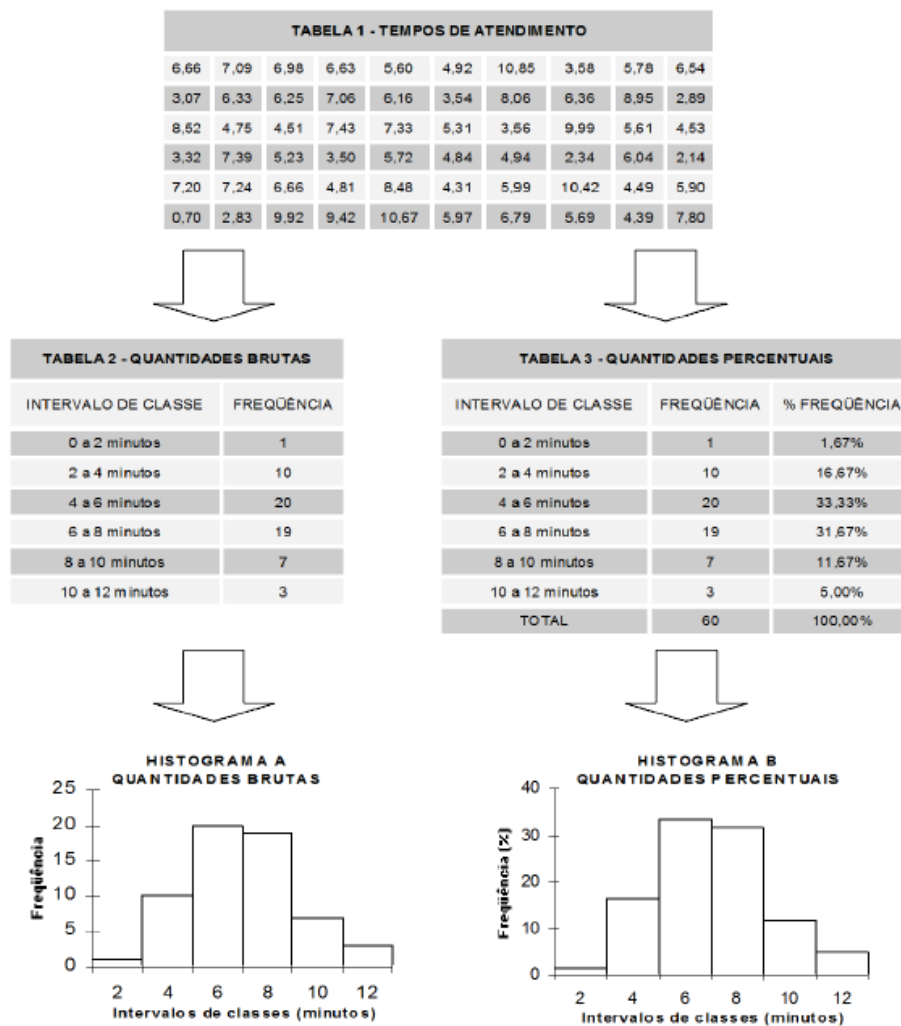 TABELA 1 - TEMPOS DE ATENDIMENTO
6,66 7,09 6,98 6,63 5,60 4,92 10,85 3,58 5,78 6,54
3,07 6,33 6,25 7,06 6,16 3,54 8,06 6,36 8,95 2,89
8,52 4,75 4,51 7,43 7,33 5,31 3,56 9,99 5,61 4,53
3,32 7,39 5,23 3,50 5,72 4,84 4,94 2,34 6,04 2,14
7,20 7,24 6,66 4,81 8,48 4,31 5,99 10,42 4,49 5,90
0,70 2,83 9,92 9,42 10,67 5,97 6,79 5,69 4,39 7,80
TABELA 2 - QUANTIDADES BRUTAS
INTERVALO DE CLASSE FREQÜÊNCIA
0 a 2 minutos 1
2 a 4 minutos 10
4 a 6 minutos 20
6 a 8 minutos 19
8 a 10 minutos 7
10 a 12 minutos 3
TABELA 3 - QUANTIDADES PERCENTUAIS
INTERVALO DE CLASSE FREQÜÊNCIA % FREQÜÊNCIA
0 a 2 minutos 1 1,67%
2 a 4 minutos 10 16,67%
4 a 6 minutos 20 33,33%
6 a 8 minutos 19 31,67%
8 a 10 minutos 7 11,67%
10 a 12 minutos 3 5,00%
TOTAL 60 100,00%
HISTOGRAMA A
QUANTIDADES BRUTAS
Freqüência
25
20
15
10
5
0
2 4 6 8 10 12
Intervalos de classes (minutos)
HISTOGRAMA B
QUANTIDADES PERCENTUAIS
Freqüência (%)
40
30
20
10
0
2 4 6 8 10 12
Intervalos de classes (minutos)